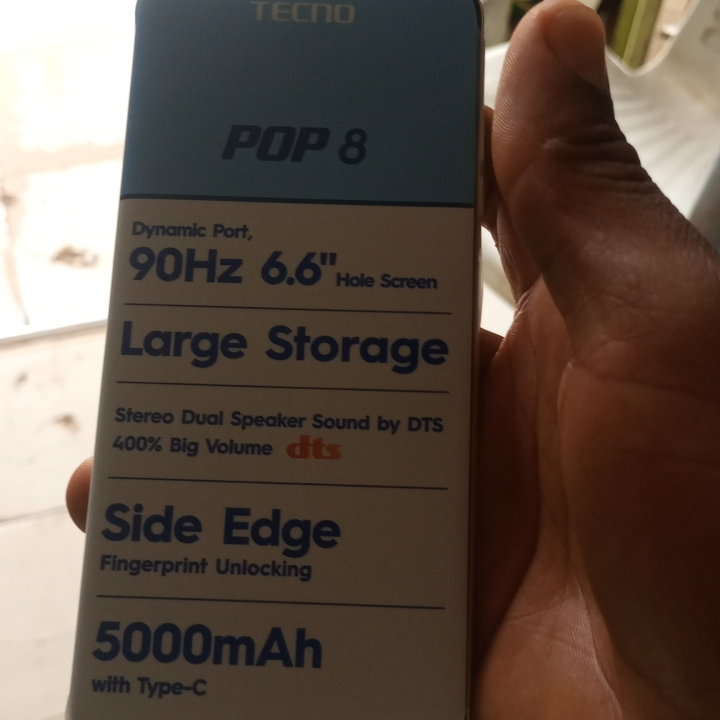 TECNO
POP 8
Dynamic Port,
90Hz 6.6" Hole Screen
Large Storage
Stereo Dual Speaker Sound by DTS
400% Big Volume dts
Side Edge
Fingerprint Unlocking
5000mAh
with Type-C